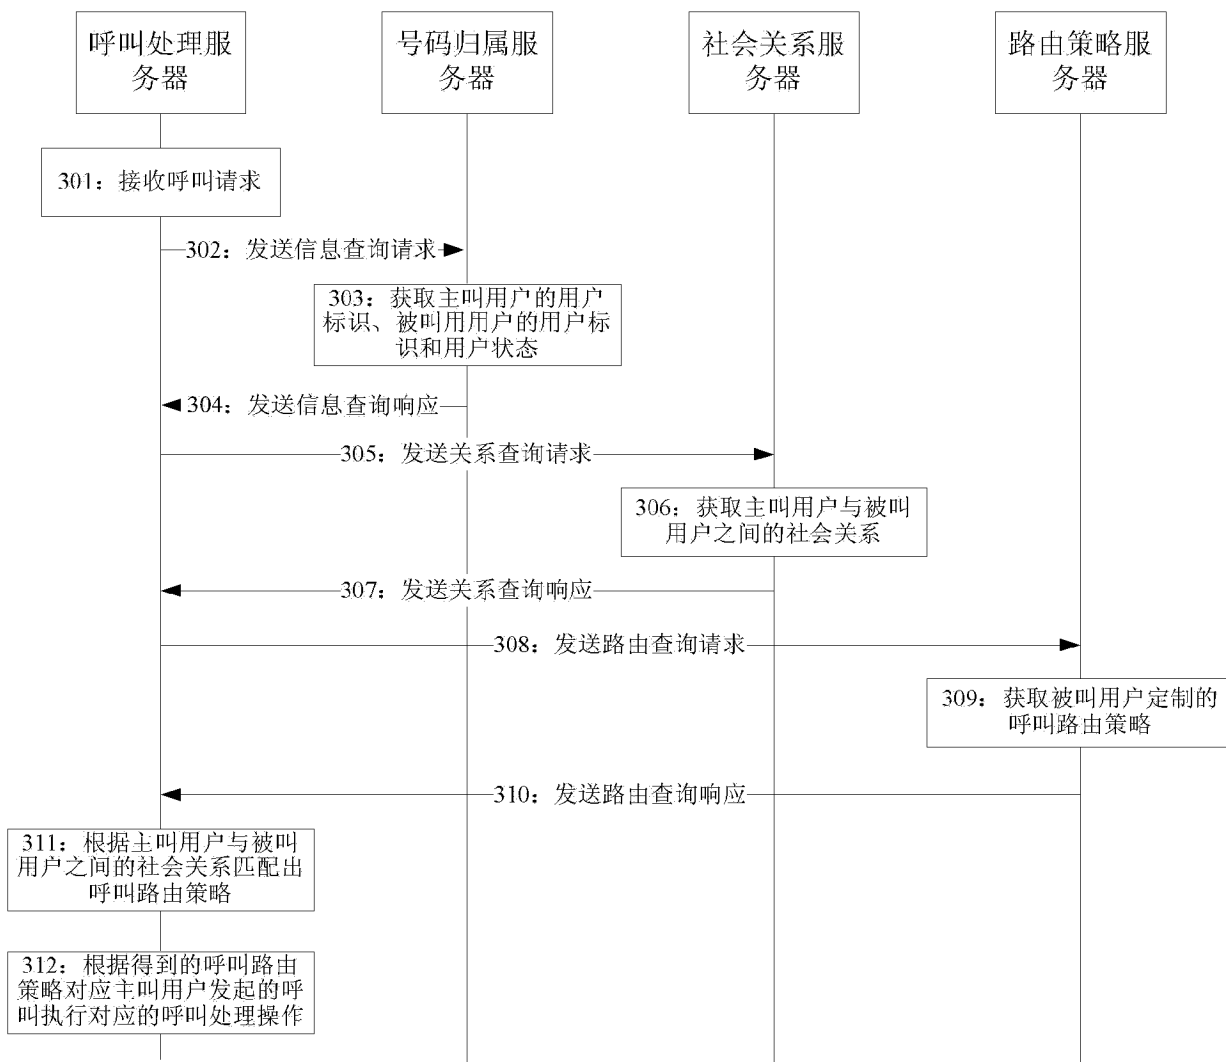 呼叫处理服
务器
号码归属服
务器
社会关系服
务器
路由策略服
务器
301：接收呼叫请求
302：发送信息查询请求
303：获取主叫用户的用户
标识、被叫用用户的用户标
识和用户状态
304：发送信息查询响应
305：发送关系查询请求
306：获取主叫用户与被叫
用户之间的社会关系
307：发送关系查询响应
308：发送路由查询请求
309：获取被叫用户定制的
呼叫路由策略
310：发送路由查询响应
311：根据主叫用户与被叫
用户之间的社会关系匹配出
呼叫路由策略
312：根据得到的呼叫路由
策略对应主叫用户发起的呼
叫执行对应的呼叫处理操作